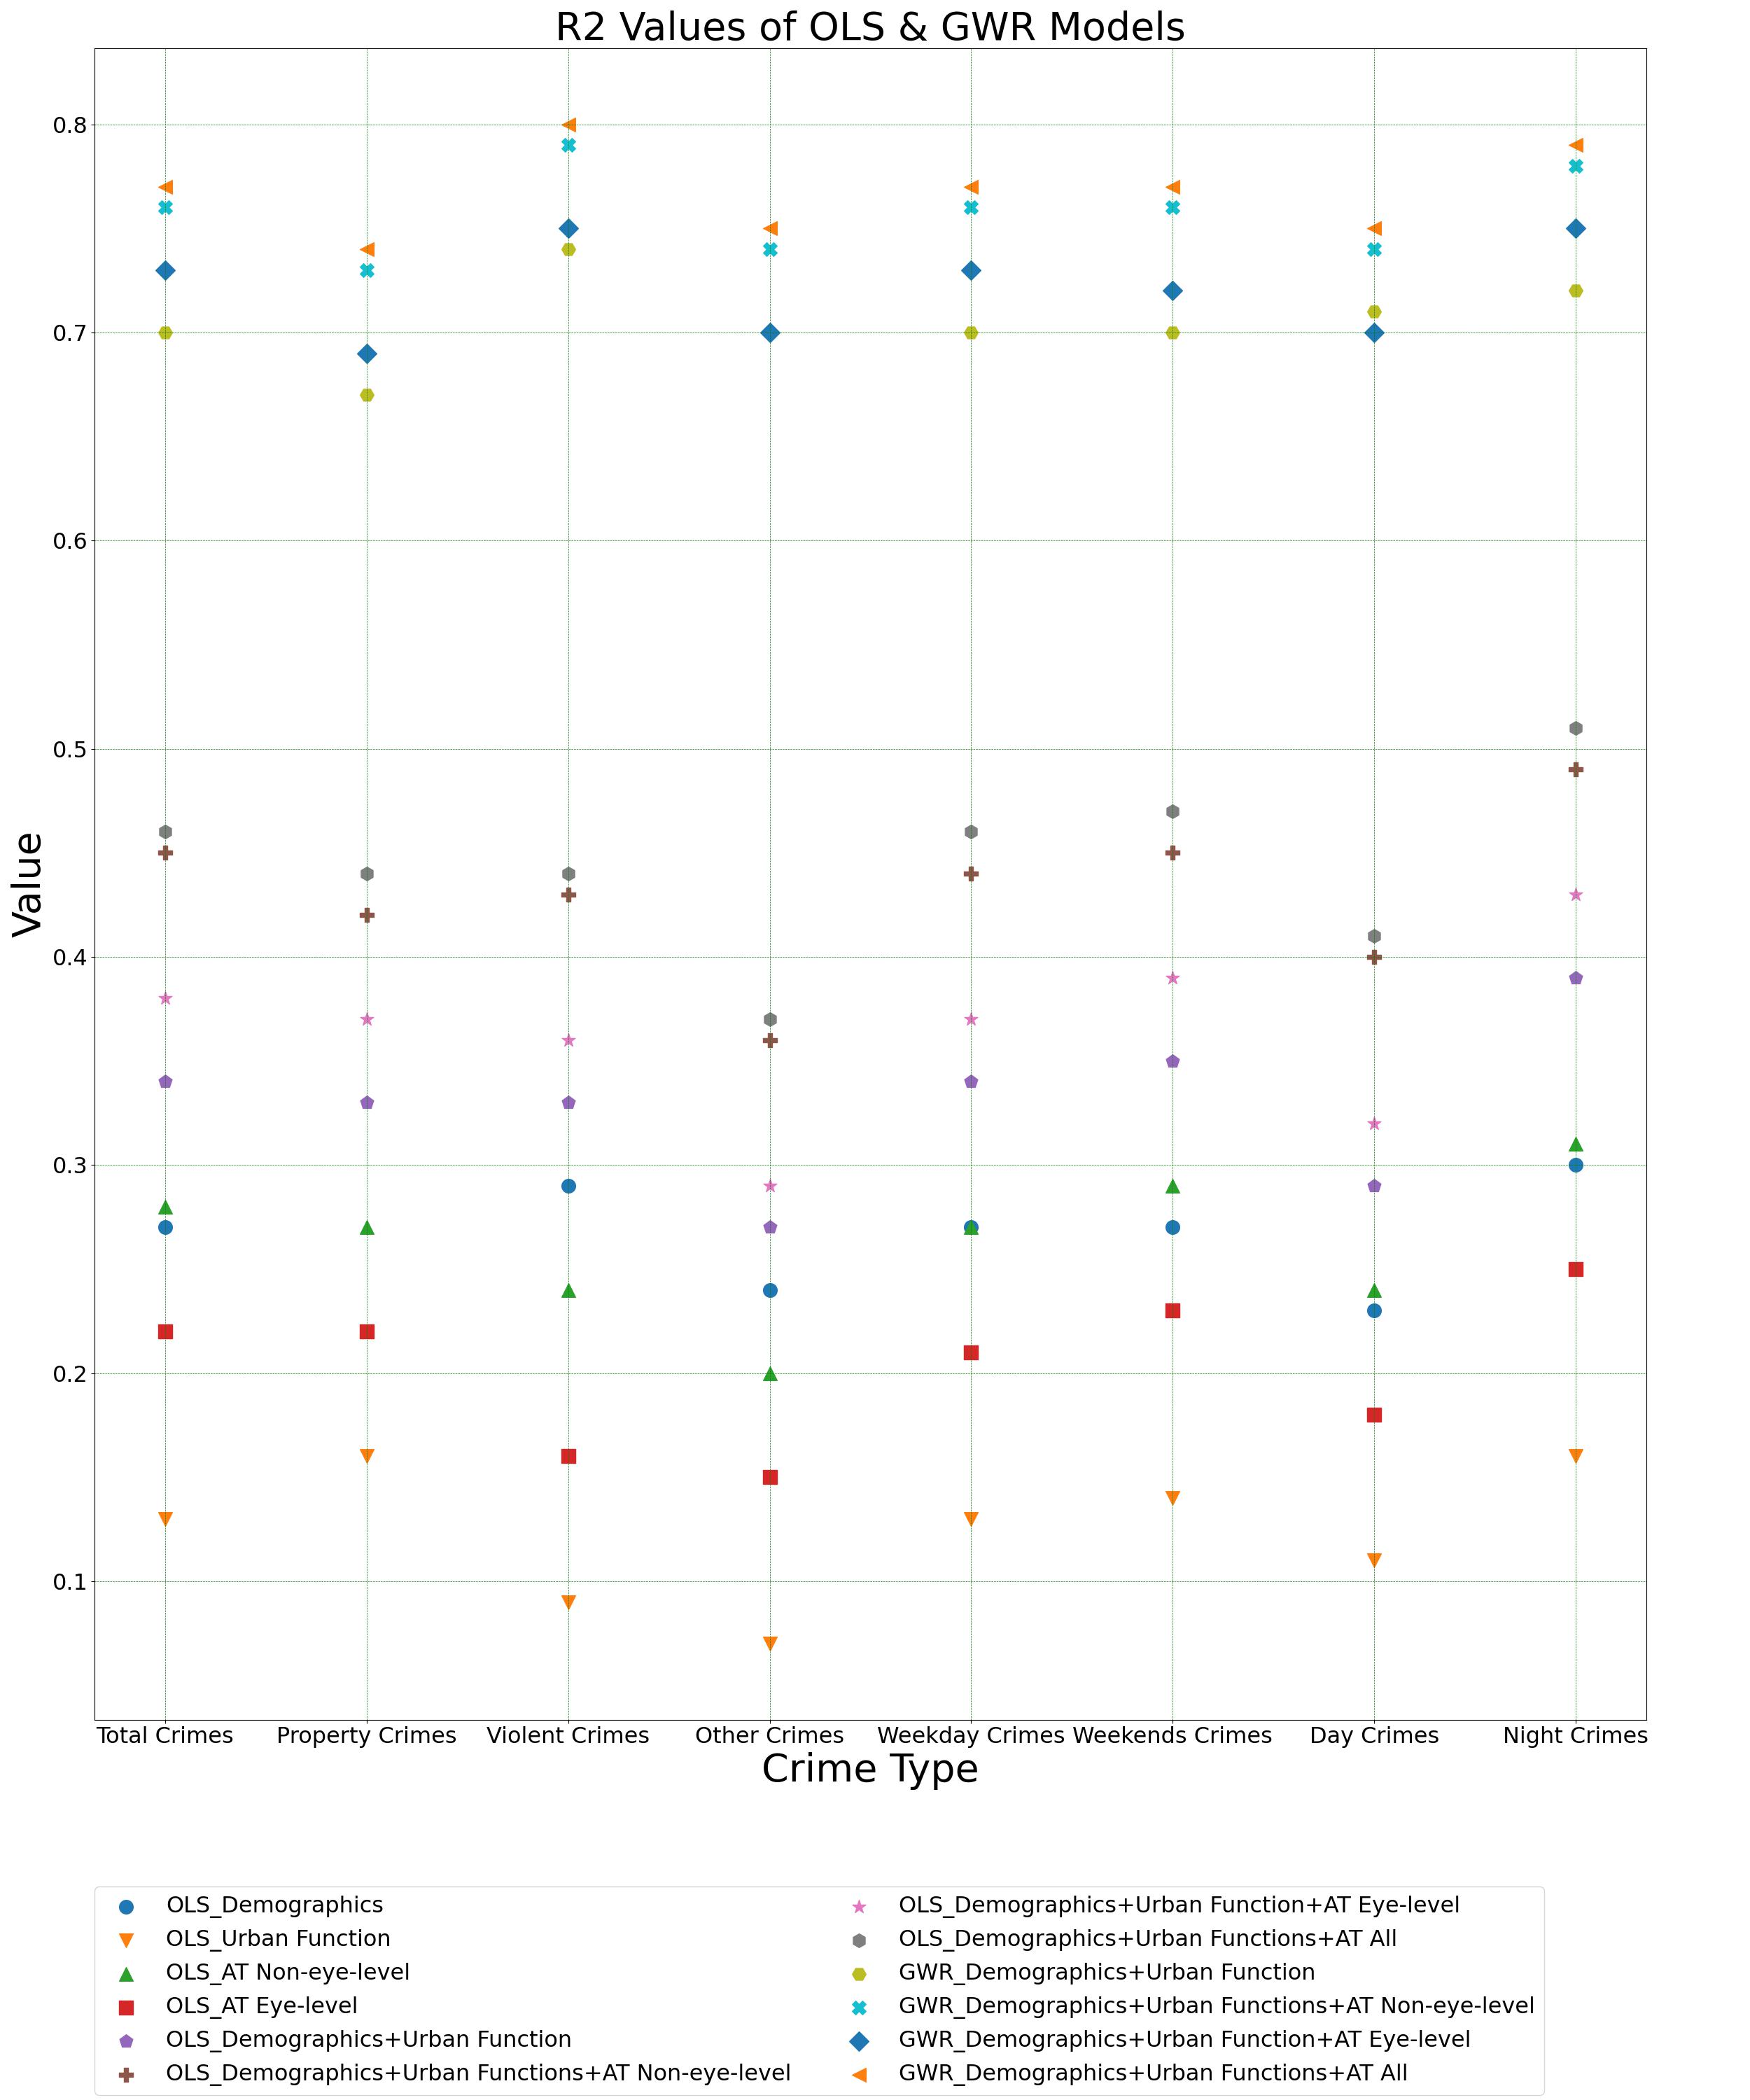 R2 Values of OLS & GWR Models
0.8
0.7
0.6
0.5
0.4
0.3
0.2
0.1
Value
Total Crimes Property Crimes Violent Crimes Other Crimes Weekday Crimes Weekends Crimes Day Crimes Night Crimes
Crime Type
OLS_Demographics
OLS_Urban Function
OLS_AT Non-eye-level
OLS_AT Eye-level
OLS_Demographics+Urban Function
OLS_Demographics+Urban Functions+AT Non-eye-level
OLS_Demographics+Urban Function+AT Eye-level
OLS_Demographics+Urban Functions+AT All
GWR_Demographics+Urban Function
GWR_Demographics+Urban Functions+AT Non-eye-level
GWR_Demographics+Urban Function+AT Eye-level
GWR_Demographics+Urban Functions+AT All